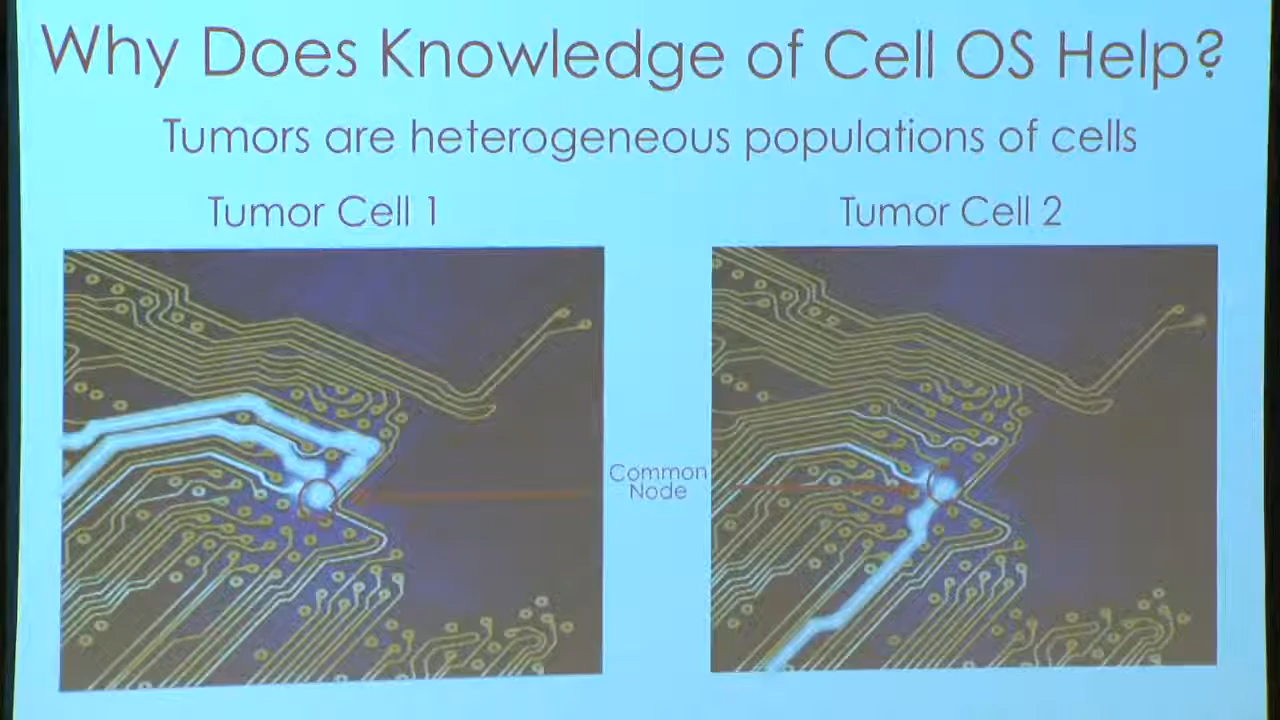 Why Does Knowledge of Cell OS Help?
Tumors are heterogeneous populations of cells
Tumor Cell 1
Tumor Cell 2
Common
Node